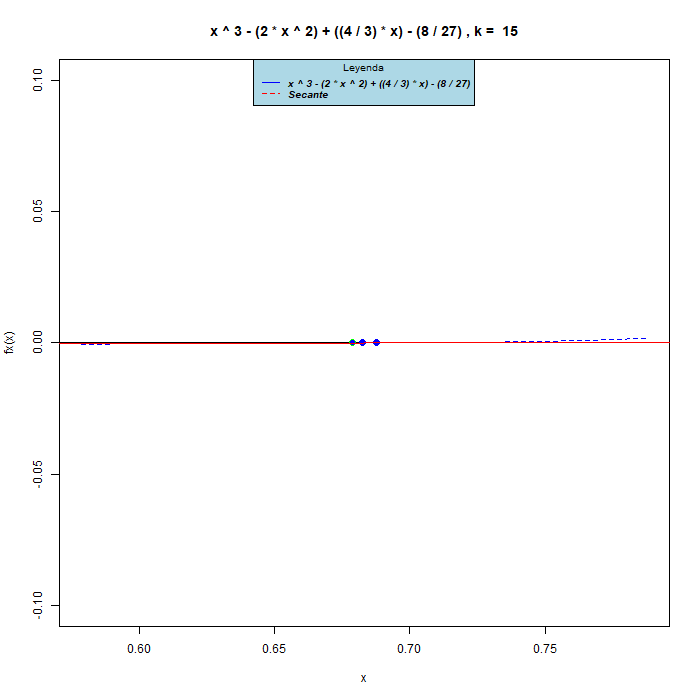 x ^ 3 - (2 * x ^ 2) + ((4 / 3) * x) - (8 / 27) , k =  15
Leyenda
x ^ 3 - (2 * x ^ 2) + ((4 / 3) * x) - (8 / 27)
Secante
0.10
0.05
0.00
-0.05
-0.10
fx(x)
0.60
0.65
0.70
0.75
x